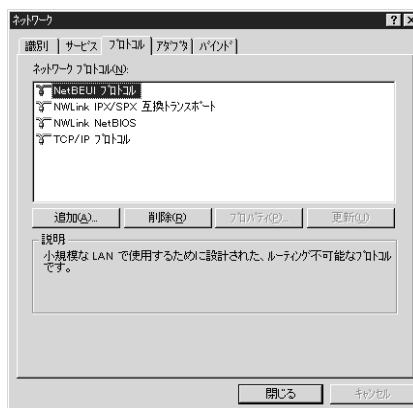 ネットワーク
識別 サービス プロトコル アダプタ バインド
ネットワーク プロトコル(N):
NetBEUI プロトコル
NWLink IPX/SPX 互換トランスポート
NWLink NetBIOS
TCP/IP プロトコル
追加(A)... 削除(R) プロパティ(P)... 更新(U)
説明
小規模な LAN で使用するために設計された、ルーティング不可能なプロトコル
です。
閉じる キャンセル